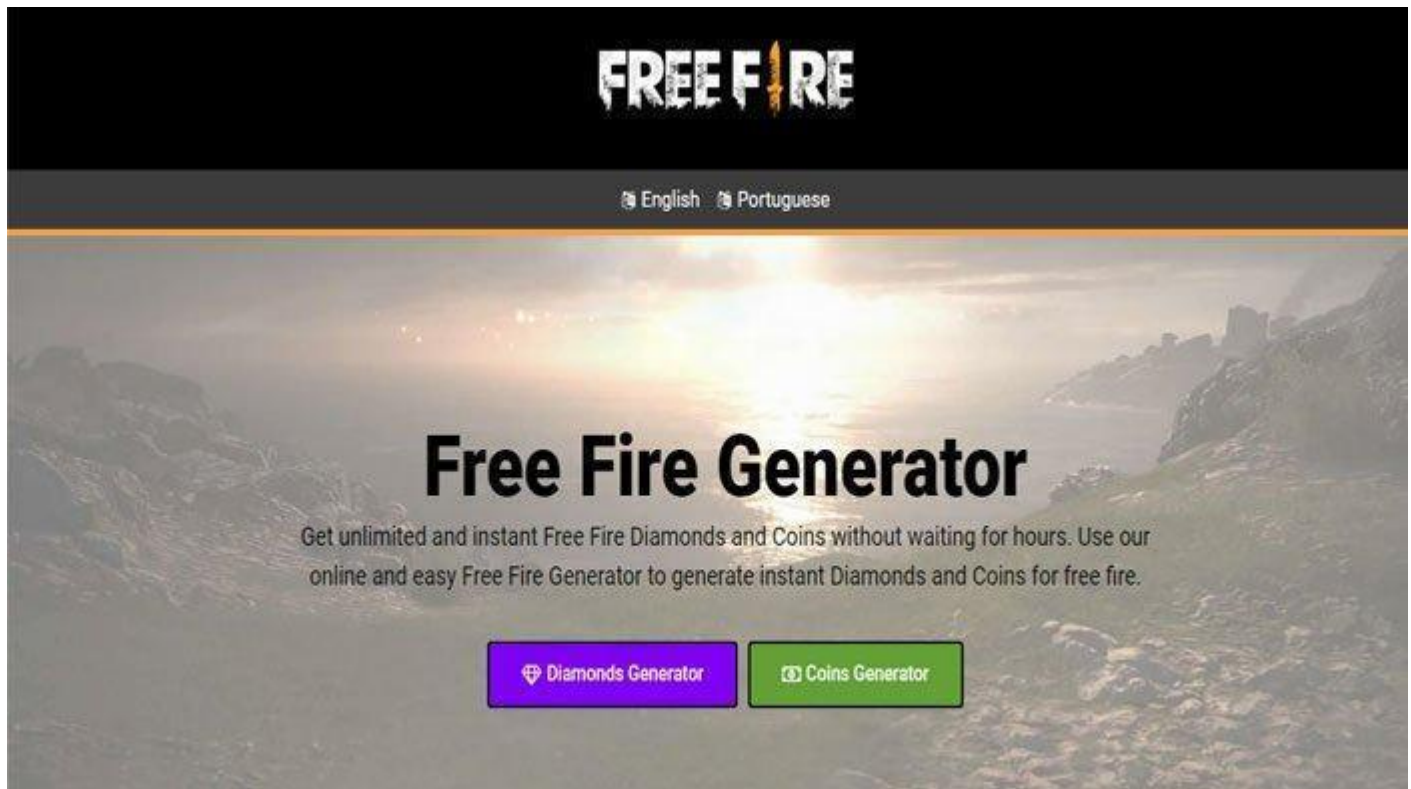 FREE FIRE
English Portuguese
Free Fire Generator
Get unlimited and instant Free Fire Diamonds and Coins without waiting for hours. Use our
online and easy Free Fire Generator to generate instant Diamonds and Coins for free fire.
Diamonds Generator Coins Generator